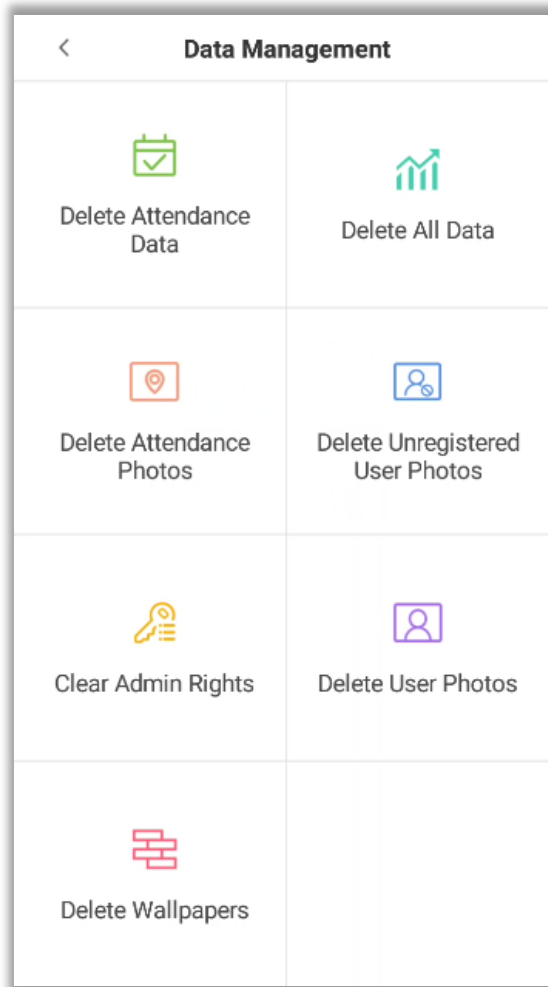 Data Management
Delete Attendance
Data
Delete All Data
Delete Attendance
Photos
Delete Unregistered
User Photos
Clear Admin Rights
Delete User Photos
Delete Wallpapers